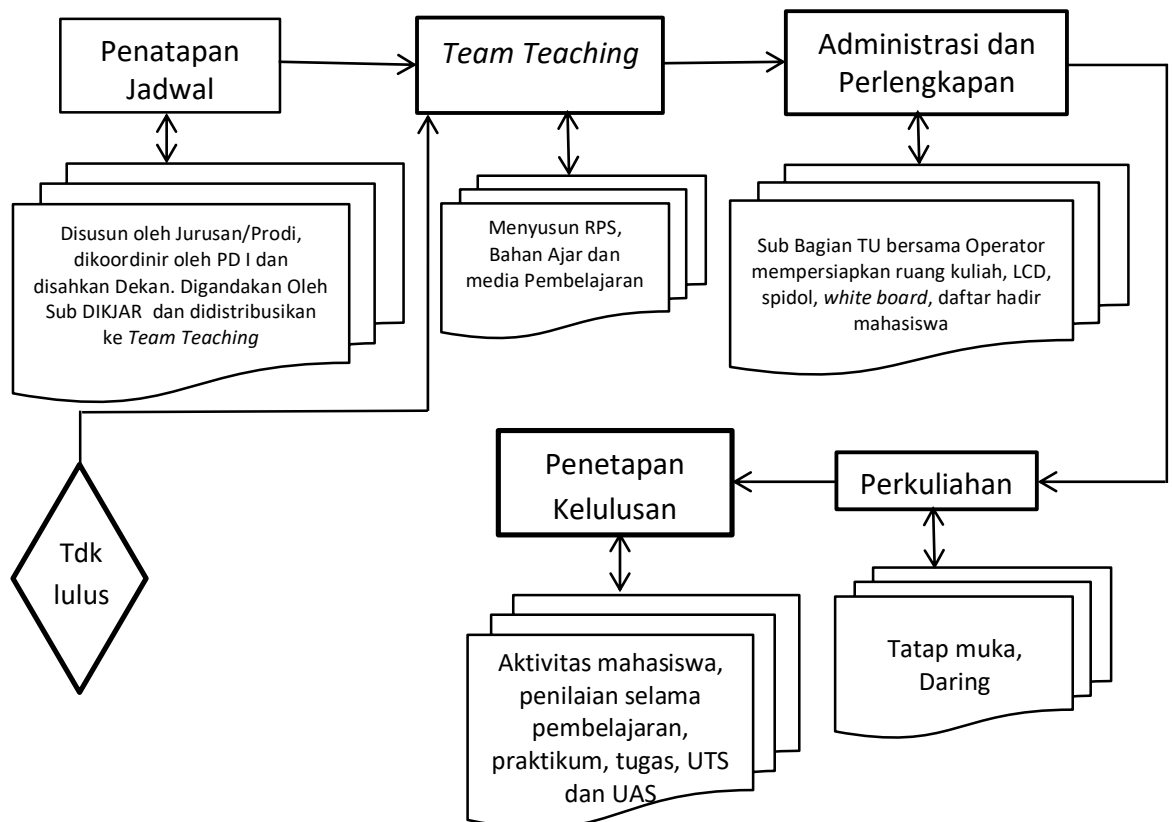 Penatapan
Jadwal
Team Teaching
Administrasi dan
Perlengkapan
Disusun oleh Jurusan/Prodi,
dikoordinir oleh PD I dan
disahkan Dekan. Digandakan Oleh
Sub DIKJAR dan didistribusikan
ke Team Teaching
Menyusun RPS,
Bahan Ajar dan
media Pembelajaran
Sub Bagian TU bersama Operator
mempersiapkan ruang kuliah, LCD,
spidol, white board, daftar hadir
mahasiswa
Tdk
lulus
Penetapan
Kelulusan
Perkuliahan
Aktivitas mahasiswa,
penilaian selama
pembelajaran,
praktikum, tugas, UTS
dan UAS
Tatap muka,
Daring